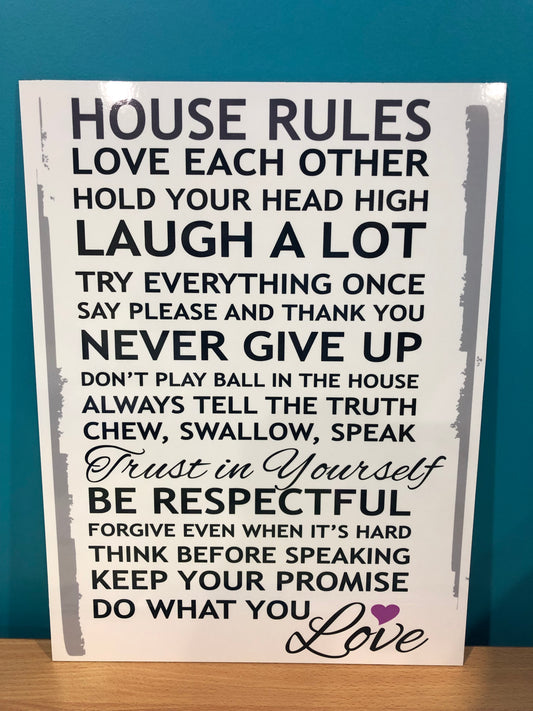 HOUSE RULES
LOVE EACH OTHER
HOLD YOUR HEAD HIGH
LAUGH A LOT
TRY EVERYTHING ONCE
SAY PLEASE AND THANK YOU
NEVER GIVE UP
DON'T PLAY BALL IN THE HOUSE
ALWAYS TELL THE TRUTH
CHEW, SWALLOW, SPEAK
Trust in Yourself
BE RESPECTFUL
FORGIVE EVEN WHEN IT'S HARD
THINK BEFORE SPEAKING
KEEP YOUR PROMISE
DO WHAT YOU
Love